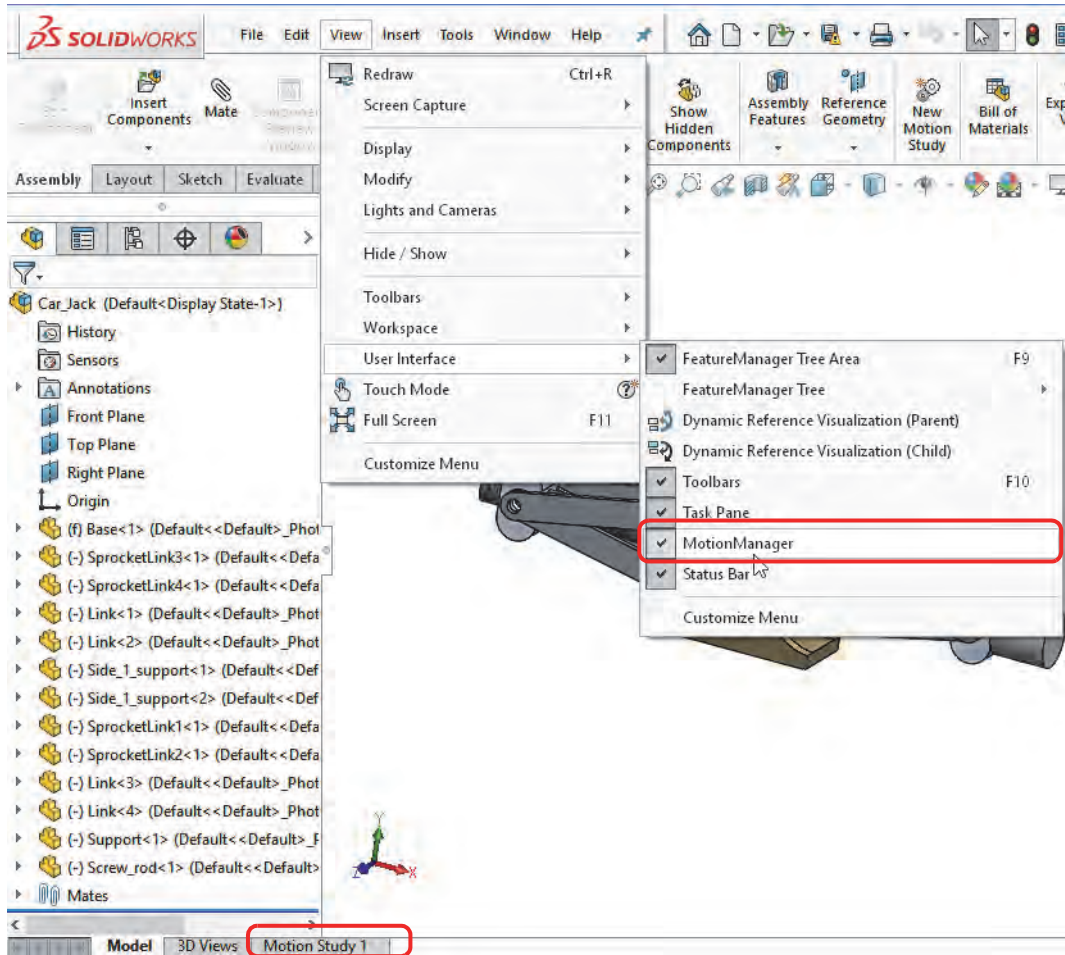 SOLIDWORKS
File Edit View Insert Tools Window Help
Insert
Components
Mate
Show
Hidden
Components
Assembly
Features
Reference
Geometry
New
Motion
Study
Bill of
Materials
Assembly Layout Sketch Evaluate
Redraw Ctrl+R
Screen Capture
Display
Modify
Lights and Cameras
Hide / Show
Toolbars
Workspace
User Interface
Touch Mode
Full Screen F11
Customize Menu
FeatureManager Tree Area F9
FeatureManager Tree
Dynamic Reference Visualization (Parent)
Dynamic Reference Visualization (Child)
Toolbars F10
Task Pane
MotionManager
Status Bar
Customize Menu
Car_Jack (Default<Display State-1>)
History
Sensors
A Annotations
Front Plane
Top Plane
Right Plane
Origin
(f) Base<1> (Default<<Default>_Phot
(-) SprocketLink3<1> (Default<<Defa
(-) SprocketLink4<1> (Default<<Defa
(-) Link<1> (Default<<Default>_Phot
(-) Link<2> (Default<<Default>_Phot
(-) Side_1_support<1> (Default<<Def
(-) Side_1_support<2> (Default<<Def
(-) SprocketLink1<1> (Default<<Defa
(-) SprocketLink2<1> (Default<<Defa
(-) Link<3> (Default<<Default>_Phot
(-) Link<4> (Default<<Default>_Phot
(-) Support<1> (Default<<Default>_F
(-) Screw_rod<1> (Default<<Default>
Mates
Y
Z X
Model 3D Views Motion Study 1